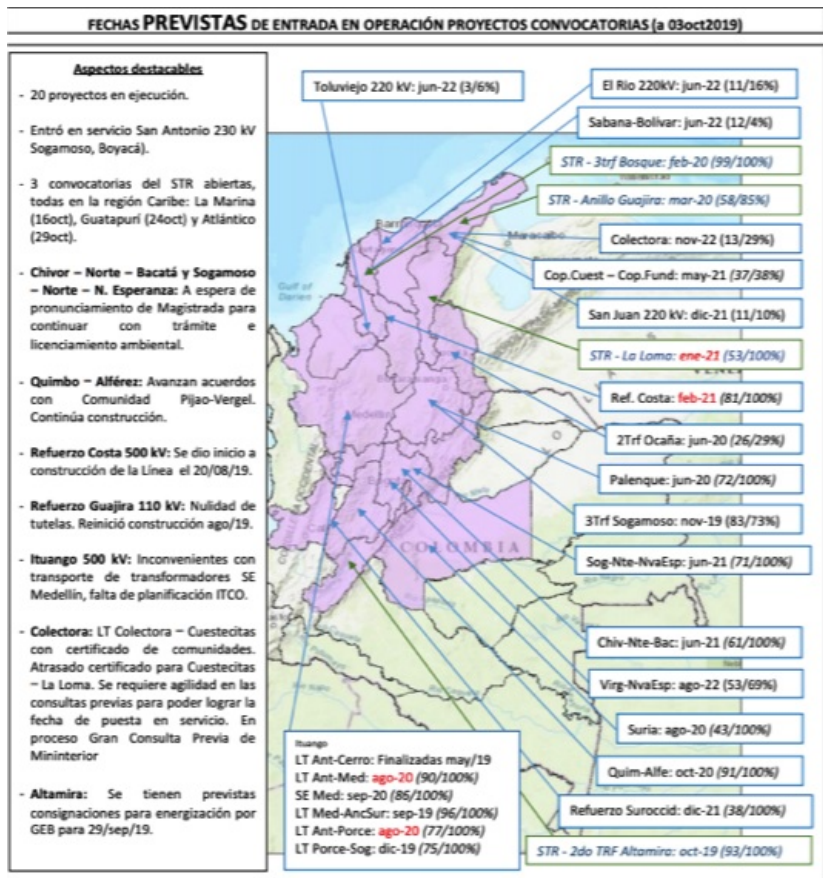 FECHAS PREVISTAS DE ENTRADA EN OPERACIÓN PROYECTOS CONVOCATORIAS (a 03oct2019)
Aspectos destacables
- 20 proyectos en ejecución.
- Entró en servicio San Antonio 230 kV
Sogamoso, Boyacá).
- 3 convocatorias del STR abiertas,
todas en la región Caribe: La Marina
(16oct), Guatapurí (24oct) y Atlántico
(29oct).
- Chivor – Norte – Bacatá y Sogamoso
– Norte – N. Esperanza: A espera de
pronunciamiento de Magistrada para
continuar con trámite e
licenciamiento ambiental.
- Quimbo – Alférez: Avanzan acuerdos
con Comunidad Pijao-Vergel.
Continúa construcción.
- Refuerzo Costa 500 kV: Se dio inicio a
construcción de la Línea el 20/08/19.
- Refuerzo Guajira 110 kV: Nulidad de
tutelas. Reinició construcción ago/19.
- Ituango 500 kV: Inconvenientes con
transporte de transformadores SE
Medellín, falta de planificación ITCO.
- Colectora: LT Colectora – Cuestecitas
con certificado de comunidades.
Atrasado certificado para Cuestecitas
– La Loma. Se requiere agilidad en las
consultas previas para poder lograr la
fecha de puesta en servicio. En
proceso Gran Consulta Previa de
Mininterior
- Altamira: Se tienen previstas
consignaciones para energización por
GEB para 29/sep/19.
Toluviejo 220 kV: jun-22 (3/6%)
El Rio 220kV: jun-22 (11/16%)
Sabana-Bolívar: jun-22 (12/4%)
STR - 3trf Bosque: feb-20 (99/100%)
STR - Anillo Guajira: mar-20 (58/85%)
Colectora: nov-22 (13/29%)
Cop.Cuest – Cop.Fund: may-21 (37/38%)
San Juan 220 kV: dic-21 (11/10%)
STR - La Loma: ene-21 (53/100%)
Ref. Costa: feb-21 (81/100%)
2Trf Ocaña: jun-20 (26/29%)
Palenque: jun-20 (72/100%)
3Trf Sogamoso: nov-19 (83/73%)
Sog-Nte-NvaEsp: jun-21 (71/100%)
Chiv-Nte-Bac: jun-21 (61/100%)
Virg-NvaEsp: ago-22 (53/69%)
Suria: ago-20 (43/100%)
Quim-Alfe: oct-20 (91/100%)
Refuerzo Suroccid: dic-21 (38/100%)
STR - 2do TRF Altamira: oct-19 (93/100%)
Ituango
LT Ant-Cerro: Finalizadas may/19
LT Ant-Med: ago-20 (90/100%)
SE Med: sep-20 (86/100%)
LT Med-AncSur: sep-19 (96/100%)
LT Ant-Porce: ago-20 (77/100%)
LT Porce-Sog: dic-19 (75/100%)
Maracaibo
Gulf of
Darien
Medellín
COLOMBIA